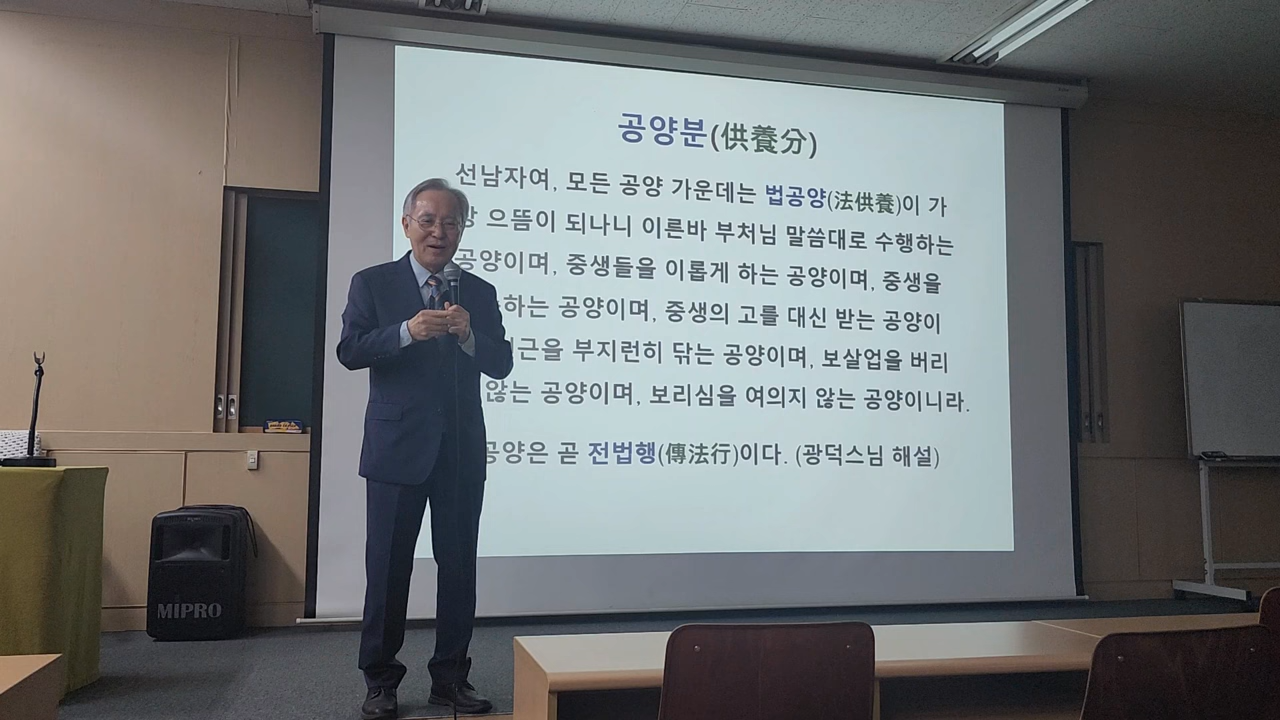 공양분(供養分)
선남자여, 모든 공양 가운데는 법공양(法供養)이 가
으뜸이 되나니 이른바 부처님 말씀대로 수행하는
공양이며, 중생들을 이롭게 하는 공양이며, 중생을
하는 공양이며, 중생의 고를 대신 받는 공양이
근을 부지런히 닦는 공양이며, 보살업을 버리
않는 공양이며, 보리심을 여의지 않는 공양이니라.
공양은 곧 전법행(傳法行)이다. (광덕스님 해설)
MIPRO